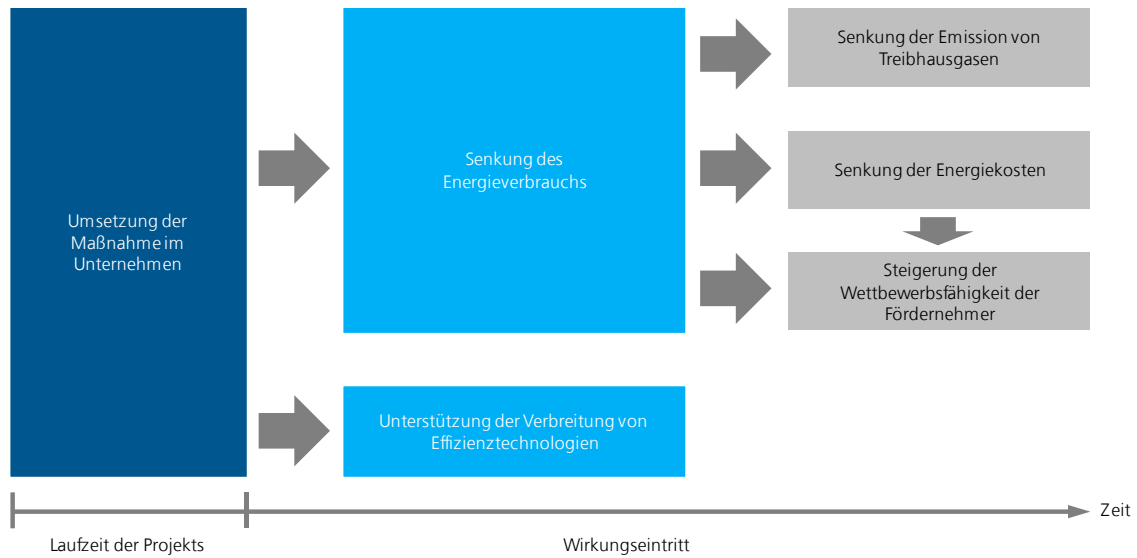 Umsetzung der
Maßnahme im
Unternehmen
Senkung des
Energieverbrauchs
Unterstützung der Verbreitung von
Effizienztechnologien
Senkung der Emission von
Treibhausgasen
Senkung der Energiekosten
Steigerung der
Wettbewerbsfähigkeit der
Fördernehmer
Zeit
Laufzeit der Projekts
Wirkungseintritt